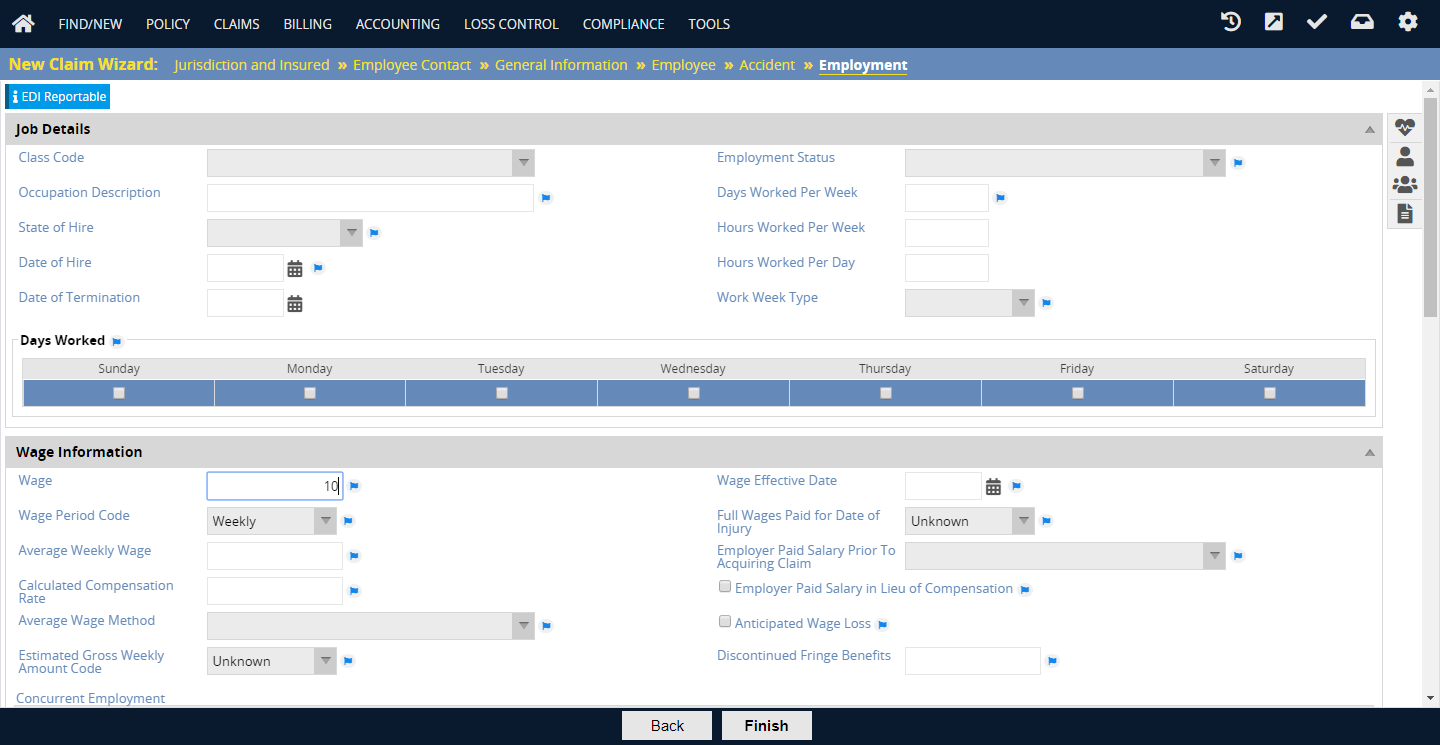 FIND/NEW POLICY CLAIMS BILLING ACCOUNTING LOSS CONTROL COMPLIANCE TOOLS
New Claim Wizard: Jurisdiction and Insured » Employee Contact » General Information » Employee » Accident » Employment
EDI Reportable
Job Details
Class Code
Employment Status
Occupation Description
Days Worked Per Week
State of Hire
Hours Worked Per Week
Date of Hire
Hours Worked Per Day
Date of Termination
Work Week Type
Days Worked
Sunday Monday Tuesday Wednesday Thursday Friday Saturday
Wage Information
Wage 10
Wage Effective Date
Wage Period Code Weekly
Full Wages Paid for Date of
Injury
Unknown
Average Weekly Wage
Employer Paid Salary Prior To
Acquiring Claim
Calculated Compensation
Rate
Employer Paid Salary in Lieu of Compensation
Average Wage Method
Anticipated Wage Loss
Estimated Gross Weekly
Amount Code
Unknown
Discontinued Fringe Benefits
Concurrent Employment
Back Finish